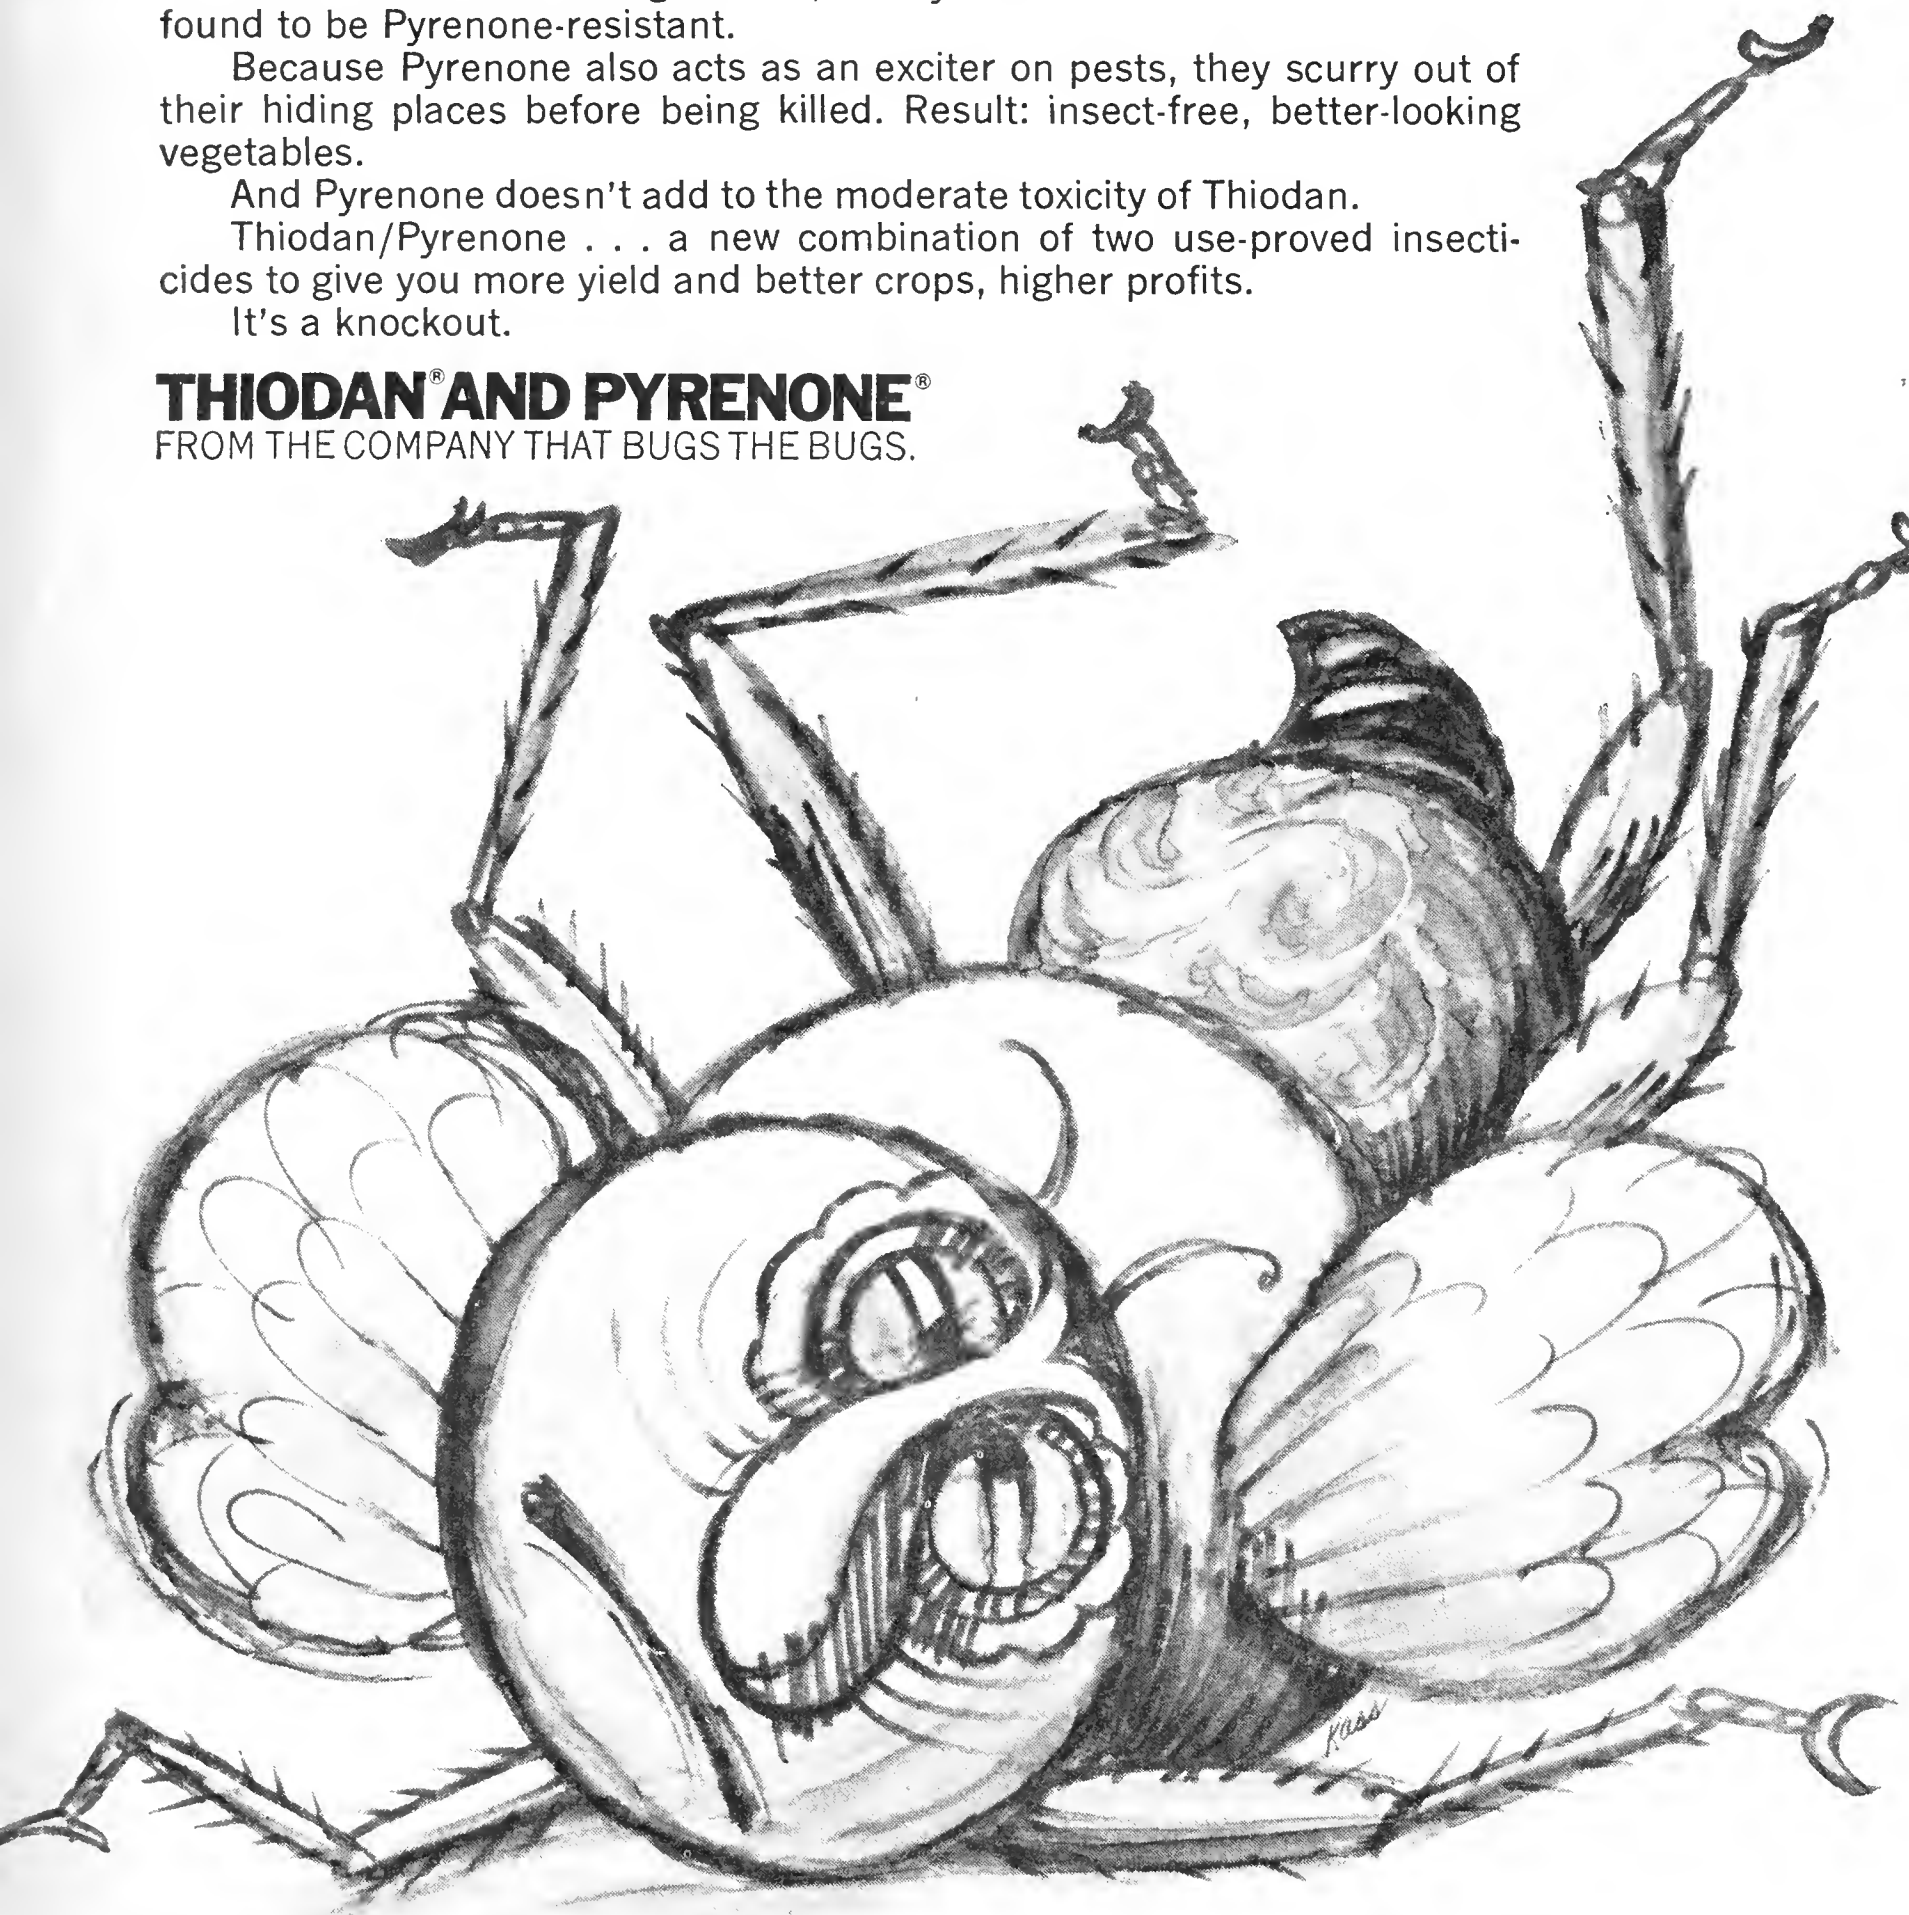 found to be Pyrenone-resistant.
Because Pyrenone also acts as an exciter on pests, they scurry out of
their hiding places before being killed. Result: insect-free, better-looking
vegetables.
And Pyrenone doesn't add to the moderate toxicity of Thiodan.
Thiodan/Pyrenone . . . a new combination of two use-proved insecti-
cides to give you more yield and better crops, higher profits.
It's a knockout.
THIODAN® AND PYRENONE®
FROM THE COMPANY THAT BUGS THE BUGS.
Kass